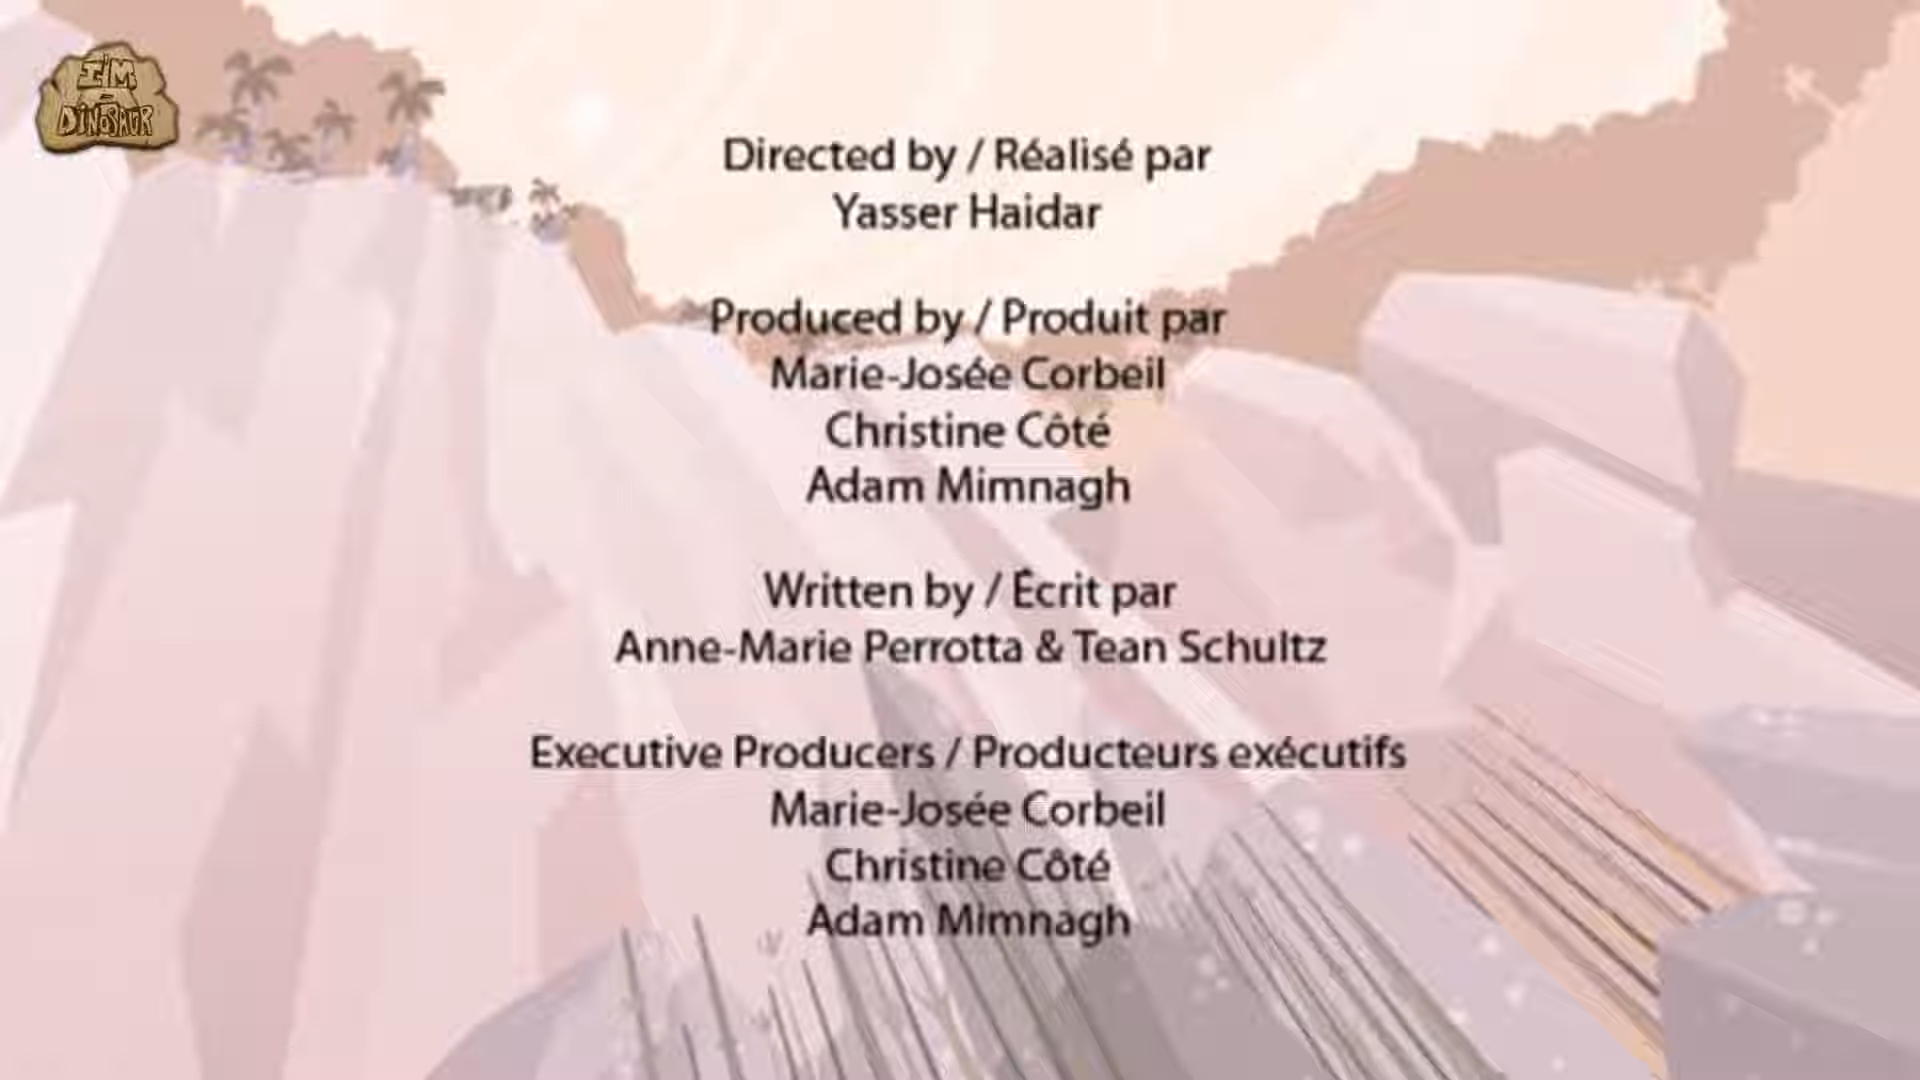 I'M
A
DINOSAUR
Directed by / Réalisé par
Yasser Haidar
Produced by / Produit par
Marie-Josée Corbeil
Christine Côté
Adam Mimnagh
Written by / Écrit par
Anne-Marie Perrotta & Tean Schultz
Executive Producers / Producteurs exécutifs
Marie-Josée Corbeil
Christine Côté
Adam Mimnagh